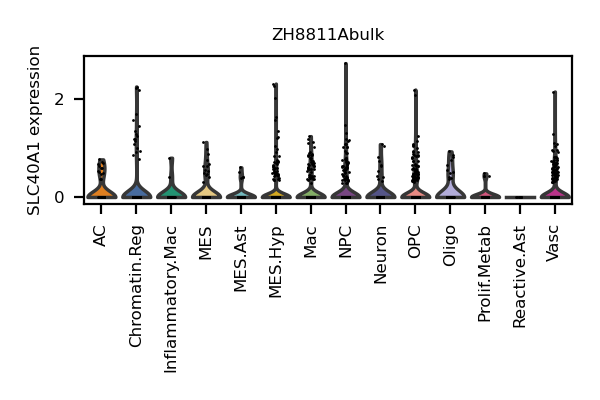 ZH8811Abulk
SLC40A1 expression
2
0
AC
Chromatin.Reg
Inflammatory.Mac
MES
MES.Ast
MES.Hyp
Mac
NPC
Neuron
OPC
Oligo
Prolif.Metab
Reactive.Ast
Vasc